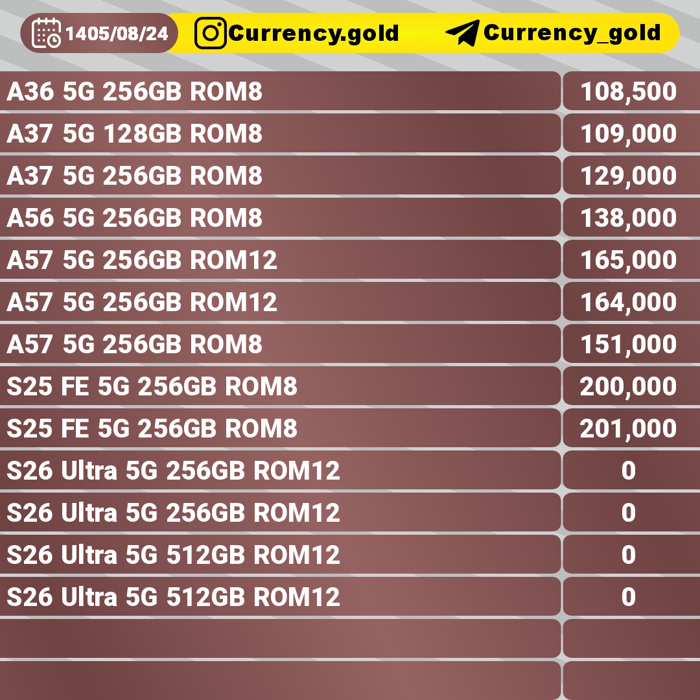 1405/08/24 Currency.gold Currency_gold
A36 5G 256GB ROM8 108,500
A37 5G 128GB ROM8 109,000
A37 5G 256GB ROM8 129,000
A56 5G 256GB ROM8 138,000
A57 5G 256GB ROM12 165,000
A57 5G 256GB ROM12 164,000
A57 5G 256GB ROM8 151,000
S25 FE 5G 256GB ROM8 200,000
S25 FE 5G 256GB ROM8 201,000
S26 Ultra 5G 256GB ROM12 0
S26 Ultra 5G 256GB ROM12 0
S26 Ultra 5G 512GB ROM12 0
S26 Ultra 5G 512GB ROM12 0